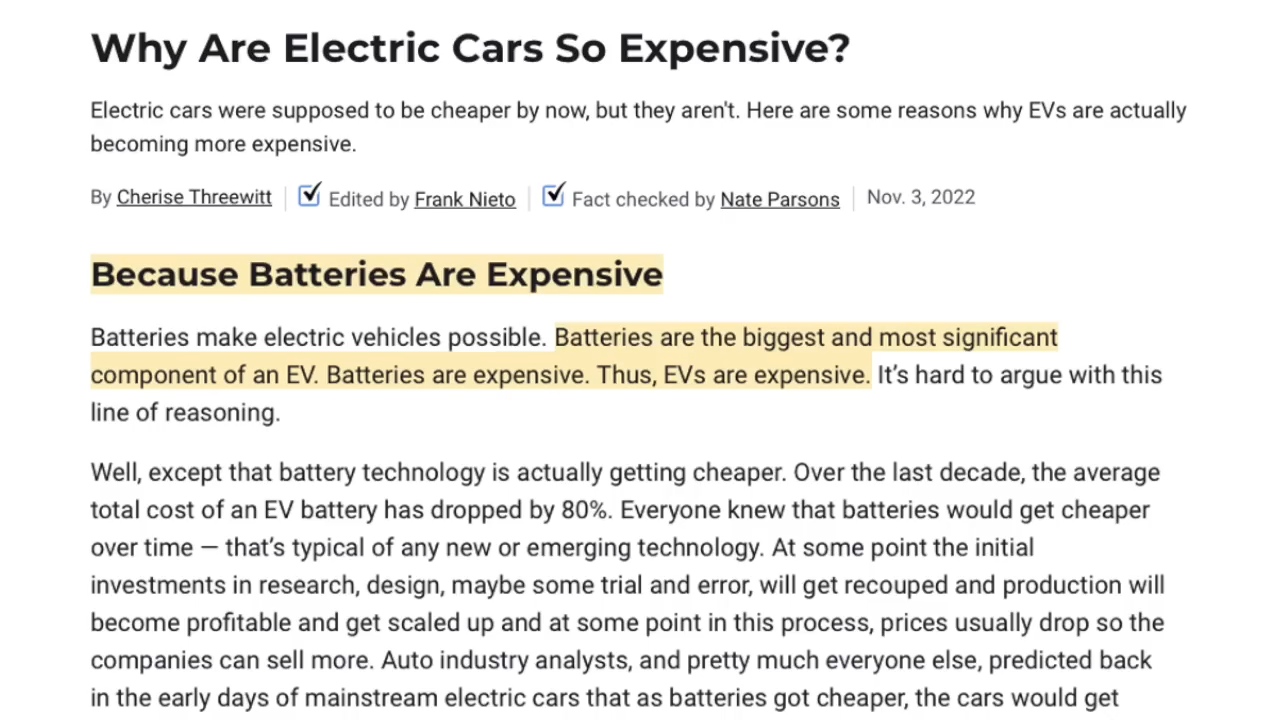 Why Are Electric Cars So Expensive?
Electric cars were supposed to be cheaper by now, but they aren't. Here are some reasons why EVs are actually
becoming more expensive.
By Cherise Threewitt | Edited by Frank Nieto | Fact checked by Nate Parsons | Nov. 3, 2022
Because Batteries Are Expensive
Batteries make electric vehicles possible. Batteries are the biggest and most significant
component of an EV. Batteries are expensive. Thus, EVs are expensive. It’s hard to argue with this
line of reasoning.
Well, except that battery technology is actually getting cheaper. Over the last decade, the average
total cost of an EV battery has dropped by 80%. Everyone knew that batteries would get cheaper
over time — that’s typical of any new or emerging technology. At some point the initial
investments in research, design, maybe some trial and error, will get recouped and production will
become profitable and get scaled up and at some point in this process, prices usually drop so the
companies can sell more. Auto industry analysts, and pretty much everyone else, predicted back
in the early days of mainstream electric cars that as batteries got cheaper, the cars would get